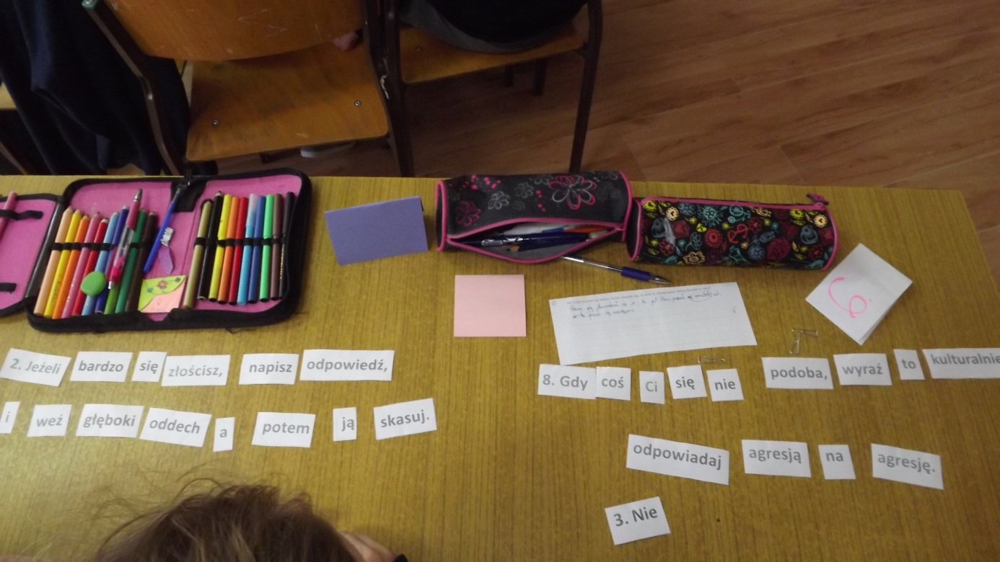 2. Jeżeli bardzo się złościsz, napisz odpowiedź,
i weź głęboki oddech a potem ją skasuj.
8. Gdy coś Ci się nie podoba, wyraź to kulturalnie
odpowiadaj agresją na agresję.
3. Nie